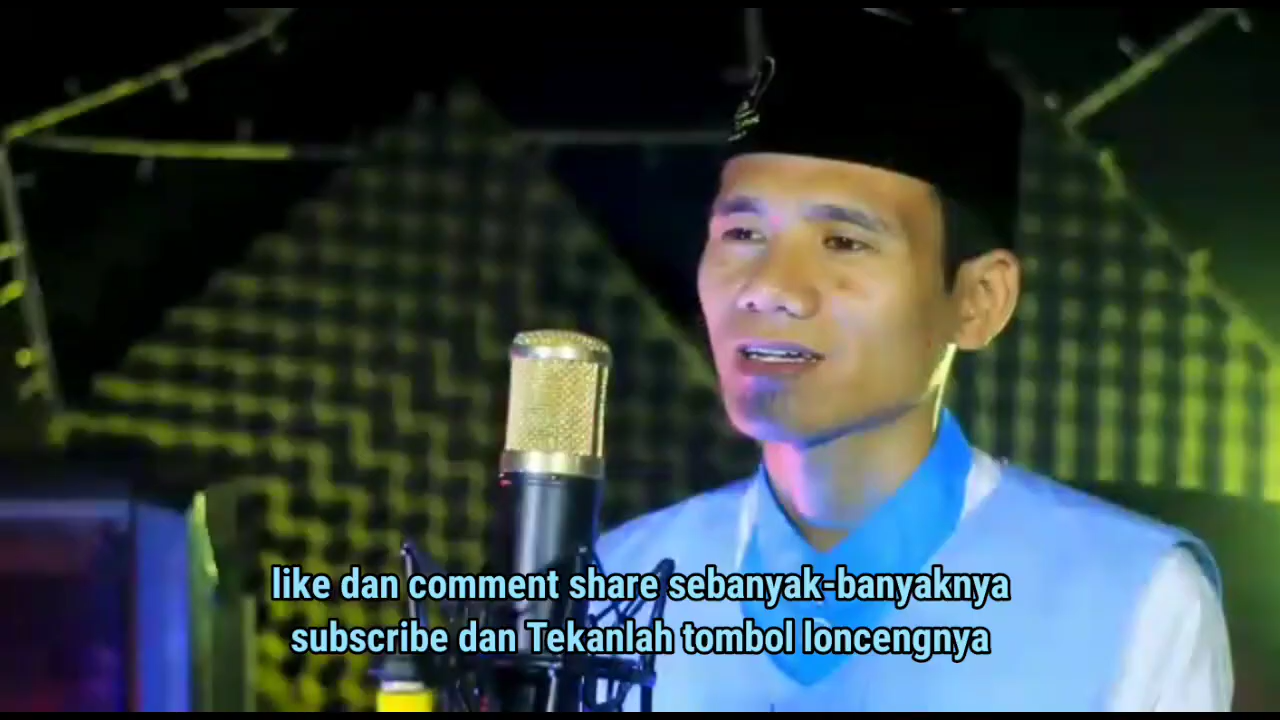 like dan comment share sebanyak-banyaknya
subscribe dan Tekanlah tombol loncengnya